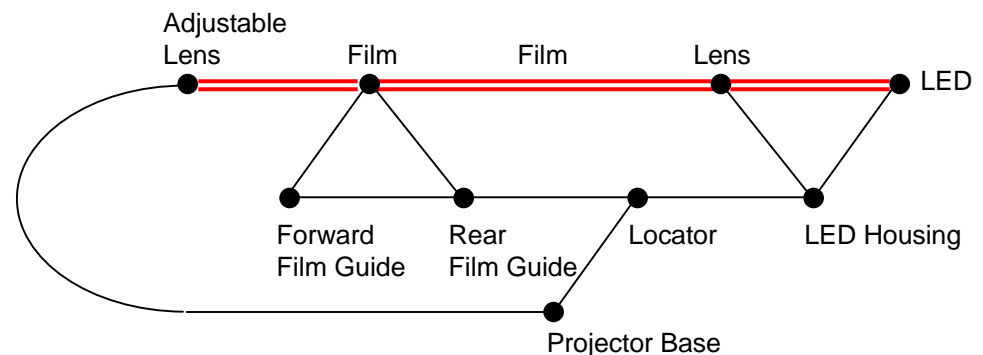 Adjustable
Lens
Film
Film
Lens
LED
Forward
Film Guide
Rear
Film Guide
Locator
LED Housing
Projector Base